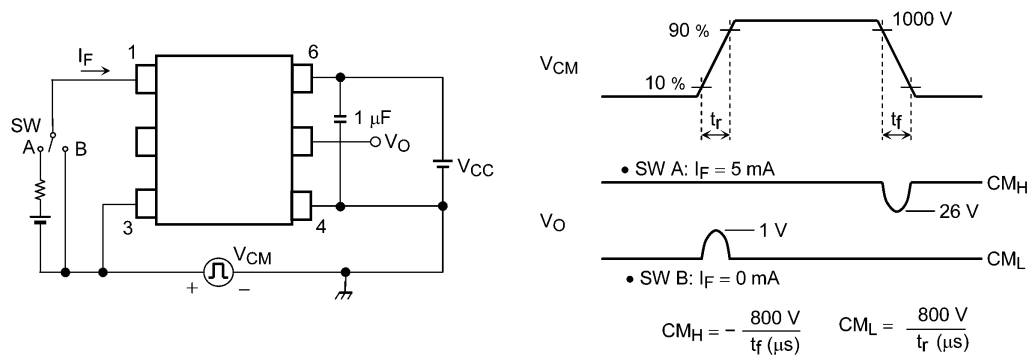 I_F
1
6
SW
A
B
1 μF
V_O
V_CC
3
4
V_CM
+
−
V_CM
90 %
10 %
1000 V
t_r
t_f
• SW A: I_F = 5 mA
CM_H
26 V
V_O
1 V
CM_L
• SW B: I_F = 0 mA
CM_H = − 800 V / t_f (μs)
CM_L = 800 V / t_r (μs)